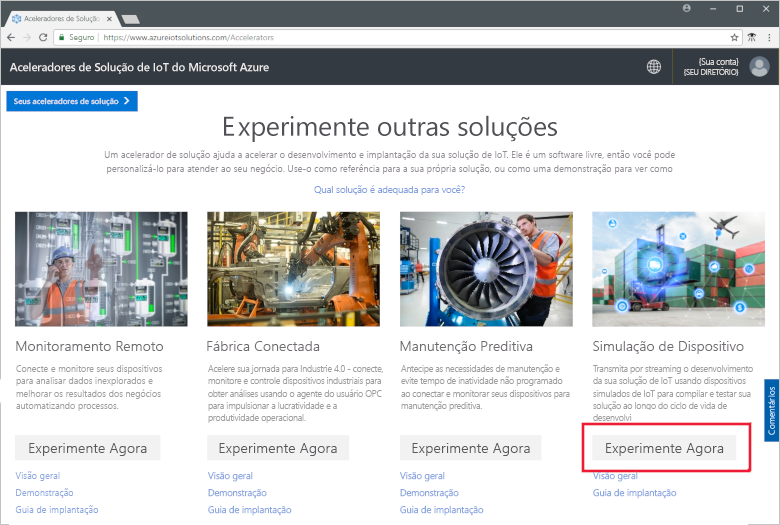 Aceleradores de Solução
Seguro
https://www.azureiotsolutions.com/Accelerators
Aceleradores de Solução de IoT do Microsoft Azure
{Sua conta}
{SEU DIRETÓRIO}
Seus aceleradores de solução
Experimente outras soluções
Um acelerador de solução ajuda a acelerar o desenvolvimento e implantação da sua solução de IoT. Ele é um software livre, então você pode
personalizá-lo para atender ao seu negócio. Use-o como referência para a sua própria solução, ou como uma demonstração para ver como
Qual solução é adequada para você?
Monitoramento Remoto
Conecte e monitore seus dispositivos
para analisar dados inexplorados e
melhorar os resultados dos negócios
automatizando processos.
Experimente Agora
Visão geral
Demonstração
Guia de implantação
Fábrica Conectada
Acelere sua jornada para Industrie 4.0 - conecte,
monitore e controle dispositivos industriais para
obter análises usando o agente do usuário OPC
para impulsionar a lucratividade e a
produtividade operacional.
Experimente Agora
Visão geral
Demonstração
Guia de implantação
Manutenção Preditiva
Antecipe as necessidades de manutenção e
evite tempo de inatividade não programado
ao conectar e monitorar seus dispositivos para
manutenção preditiva.
Experimente Agora
Visão geral
Demonstração
Guia de implantação
Simulação de Dispositivo
Transmita por streaming o desenvolvimento
da sua solução de IoT usando dispositivos
simulados de IoT para compilar e testar sua
solução ao longo do ciclo de vida de
desenvolvi
Experimente Agora
Visão geral
Guia de implantação
Comentários